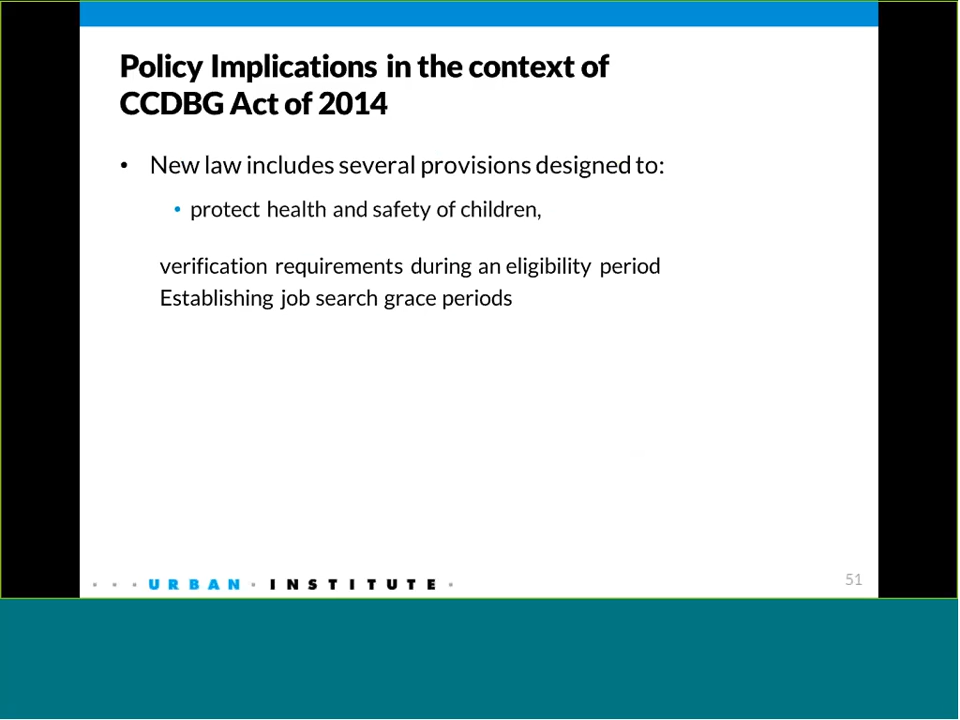 Policy Implications in the context of
CCDBG Act of 2014
• New law includes several provisions designed to:
• protect health and safety of children,
verification requirements during an eligibility period
Establishing job search grace periods
URBAN INSTITUTE
51